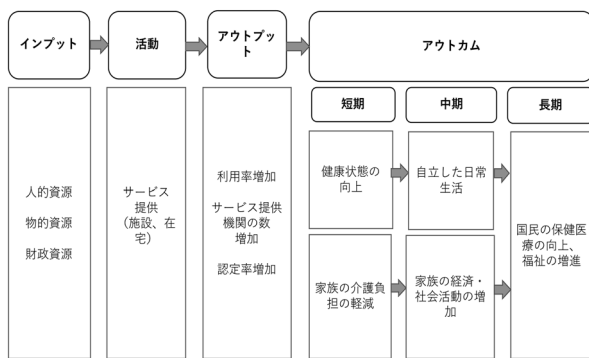 インプット
活動
アウトプッ
ト
アウトカム
短期
中期
長期
人的資源
物的資源
財政資源
サービス
提供
（施設、在
宅）
利用率増加
サービス提供
機関の数
増加
認定率増加
健康状態の
向上
自立した日常
生活
家族の介護負
担の軽減
家族の経済・
社会活動の増
加
国民の保健医
療の向上、
福祉の増進